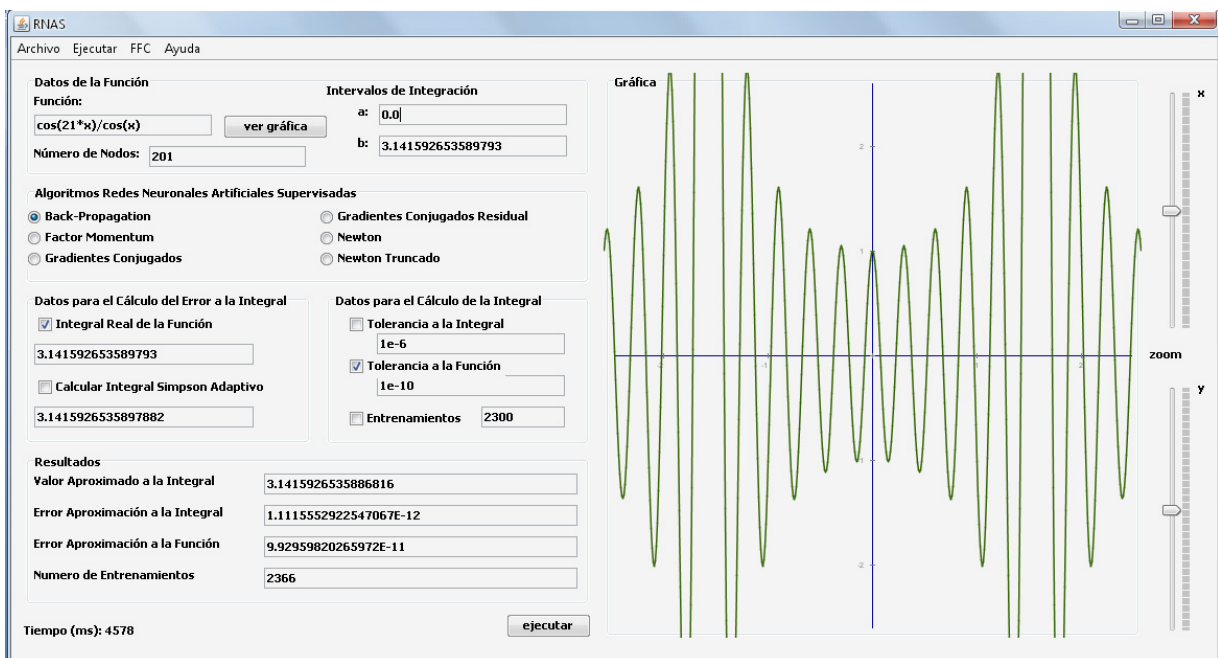 RNAS
Archivo Ejecutar FFC Ayuda
Datos de la Función
Función:
cos(21*x)/cos(x)
ver gráfica
Número de Nodos: 201
Intervalos de Integración
a: 0.0
b: 3.141592653589793
Algoritmos Redes Neuronales Artificiales Supervisadas
Back-Propagation
Gradientes Conjugados Residual
Factor Momentum
Newton
Gradientes Conjugados
Newton Truncado
Datos para el Cálculo del Error a la Integral
Integral Real de la Función
3.141592653589793
Calcular Integral Simpson Adaptivo
3.1415926535897882
Datos para el Cálculo de la Integral
Tolerancia a la Integral
1e-6
Tolerancia a la Función
1e-10
Entrenamientos 2300
Resultados
Valor Aproximado a la Integral 3.1415926535886816
Error Aproximación a la Integral 1.1115552922547067E-12
Error Aproximación a la Función 9.92959820265972E-11
Numero de Entrenamientos 2366
Tiempo (ms): 4578
ejecutar
Gráfica
2
1
-2 -1 1 2
-1
-2
x
zoom
y